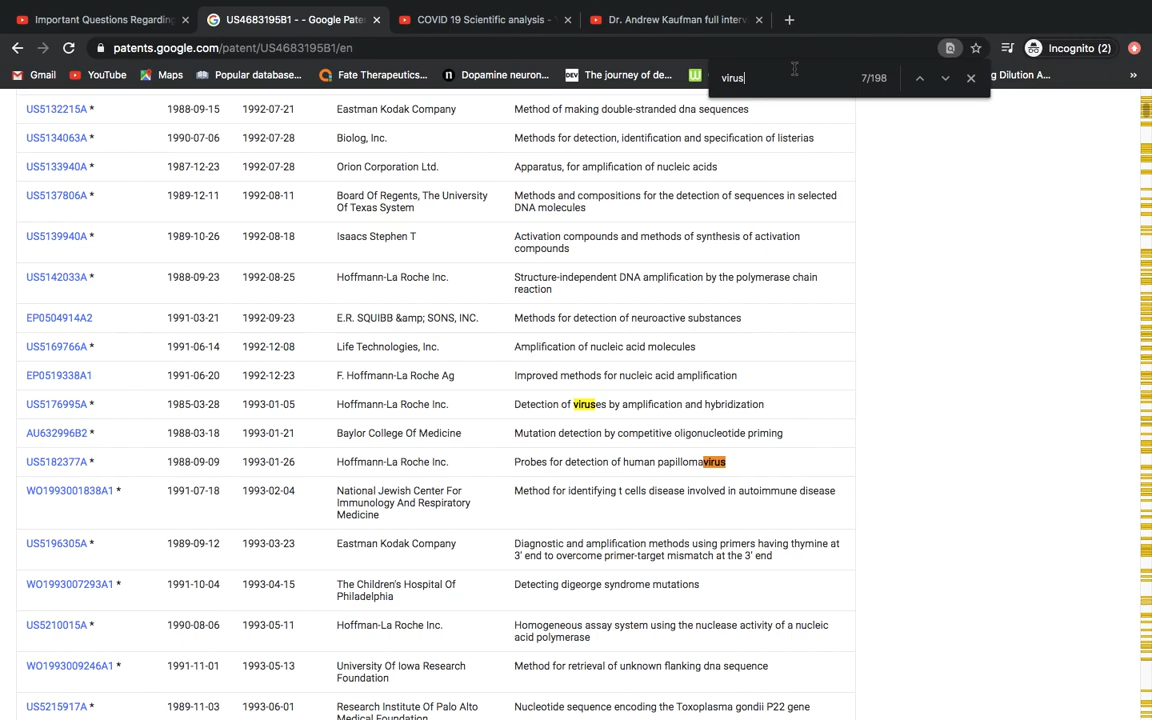 Important Questions Regarding
US4683195B1 - - Google Pate
COVID 19 Scientific analysis -
Dr. Andrew Kaufman full interv
patents.google.com/patent/US4683195B1/en
Incognito (2)
Gmail
YouTube
Maps
Popular database...
Fate Therapeutics...
Dopamine neuron...
DEV The journey of de...
g Dilution A...
»
virus 7/198
US5132215A * 1988-09-15 1992-07-21 Eastman Kodak Company Method of making double-stranded dna sequences
US5134063A * 1990-07-06 1992-07-28 Biolog, Inc. Methods for detection, identification and specification of listerias
US5133940A * 1987-12-23 1992-07-28 Orion Corporation Ltd. Apparatus, for amplification of nucleic acids
US5137806A * 1989-12-11 1992-08-11 Board Of Regents, The University Methods and compositions for the detection of sequences in selected
Of Texas System DNA molecules
US5139940A * 1989-10-26 1992-08-18 Isaacs Stephen T Activation compounds and methods of synthesis of activation
compounds
US5142033A * 1988-09-23 1992-08-25 Hoffmann-La Roche Inc. Structure-independent DNA amplification by the polymerase chain
reaction
EP0504914A2 1991-03-21 1992-09-23 E.R. SQUIBB &amp; SONS, INC. Methods for detection of neuroactive substances
US5169766A * 1991-06-14 1992-12-08 Life Technologies, Inc. Amplification of nucleic acid molecules
EP0519338A1 1991-06-20 1992-12-23 F. Hoffmann-La Roche Ag Improved methods for nucleic acid amplification
US5176995A * 1985-03-28 1993-01-05 Hoffmann-La Roche Inc. Detection of viruses by amplification and hybridization
AU632996B2 * 1988-03-18 1993-01-21 Baylor College Of Medicine Mutation detection by competitive oligonucleotide priming
US5182377A * 1988-09-09 1993-01-26 Hoffmann-La Roche Inc. Probes for detection of human papillomavirus
WO1993001838A1 * 1991-07-18 1993-02-04 National Jewish Center For Method for identifying t cells disease involved in autoimmune disease
Immunology And Respiratory
Medicine
US5196305A * 1989-09-12 1993-03-23 Eastman Kodak Company Diagnostic and amplification methods using primers having thymine at
3' end to overcome primer-target mismatch at the 3' end
WO1993007293A1 * 1991-10-04 1993-04-15 The Children's Hospital Of Detecting digeorge syndrome mutations
Philadelphia
US5210015A * 1990-08-06 1993-05-11 Hoffman-La Roche Inc. Homogeneous assay system using the nuclease activity of a nucleic
acid polymerase
WO1993009246A1 * 1991-11-01 1993-05-13 University Of Iowa Research Method for retrieval of unknown flanking dna sequence
Foundation
US5215917A * 1989-11-03 1993-06-01 Research Institute Of Palo Alto Nucleotide sequence encoding the Toxoplasma gondii P22 gene
Medical Foundation